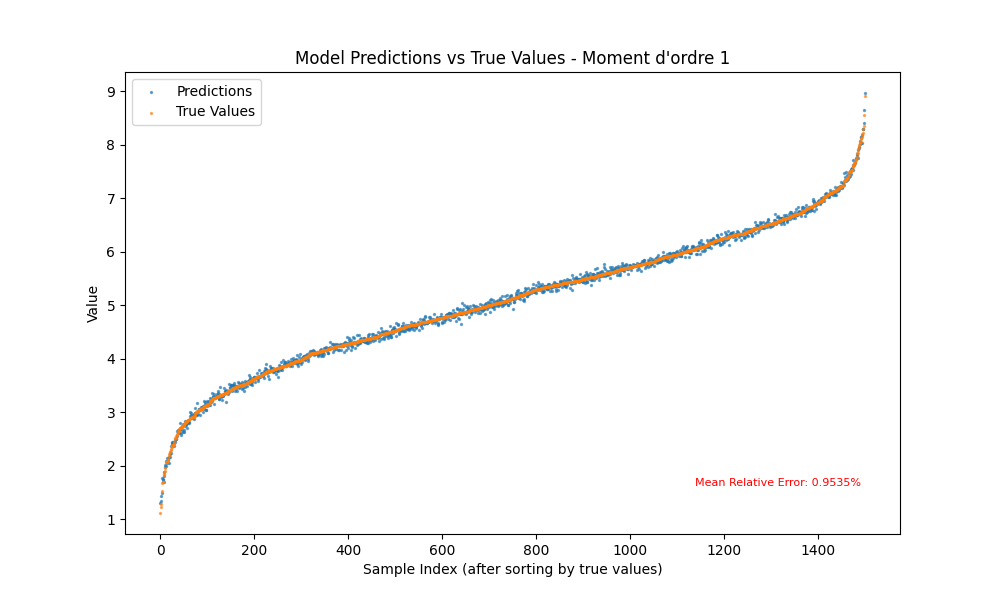 Model Predictions vs True Values - Moment d'ordre 1
Predictions
True Values
9
8
7
6
5
4
3
2
1
Value
Mean Relative Error: 0.9535%
0 200 400 600 800 1000 1200 1400
Sample Index (after sorting by true values)